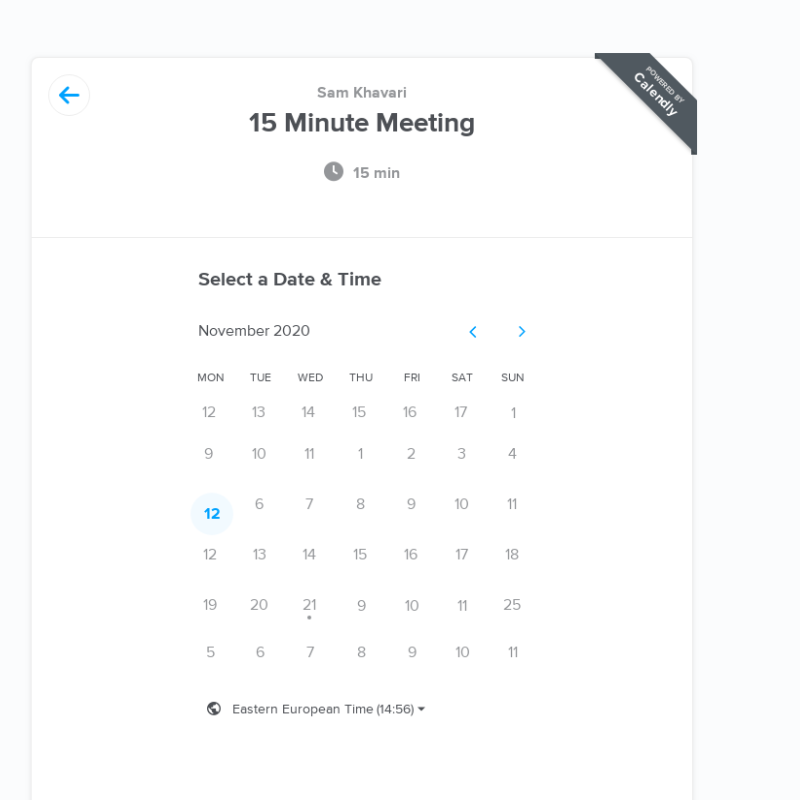 POWERED BY
Calendly
Sam Khavari
15 Minute Meeting
15 min
Select a Date & Time
November 2020
MON TUE WED THU FRI SAT SUN
12 13 14 15 16 17 1
9 10 11 1 2 3 4
12 6 7 8 9 10 11
12 13 14 15 16 17 18
19 20 21 9 10 11 25
5 6 7 8 9 10 11
Eastern European Time (14:56)